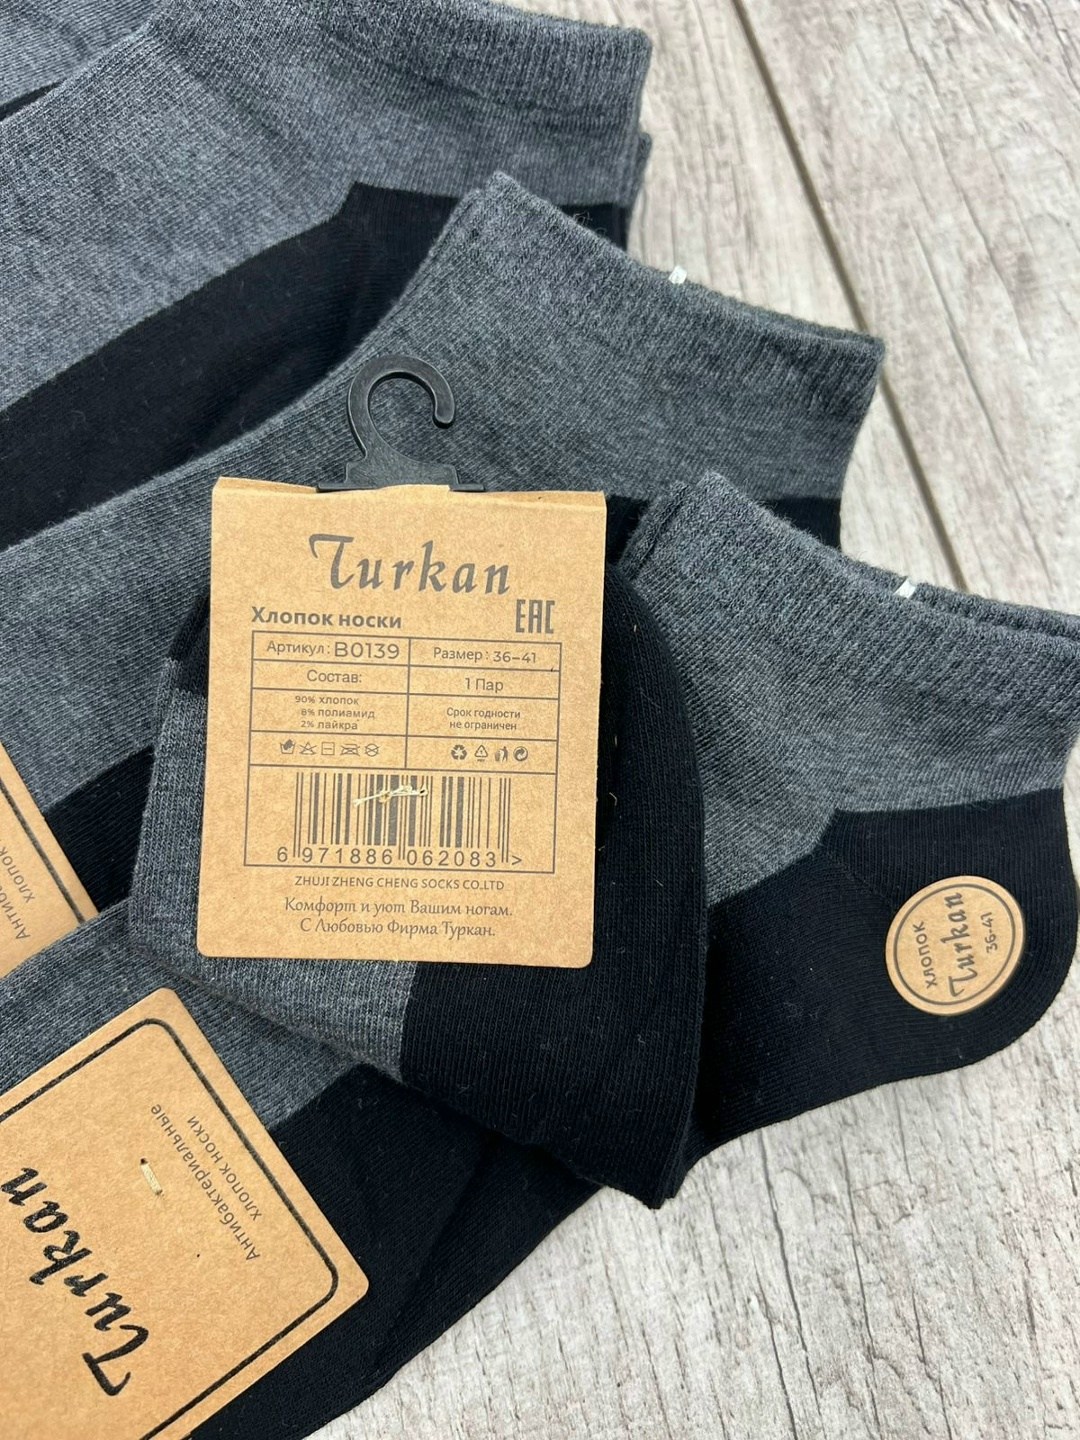 Turkan
Хлопок носки
EAC
Артикул: B0139
Размер: 36-41
Состав:
1 Пар
90% хлопок
8% полиамид
2% лайкра
Срок годности
не ограничен
6 971886 062083 >
ZHUJI ZHENG CHENG SOCKS CO.LTD
Комфорт и уют Вашим ногам.
С Любовью Фирма Туркан.
хлопок
Turkan
36-41
Антибактериальные
хлопок носки
Turkan
хлопок